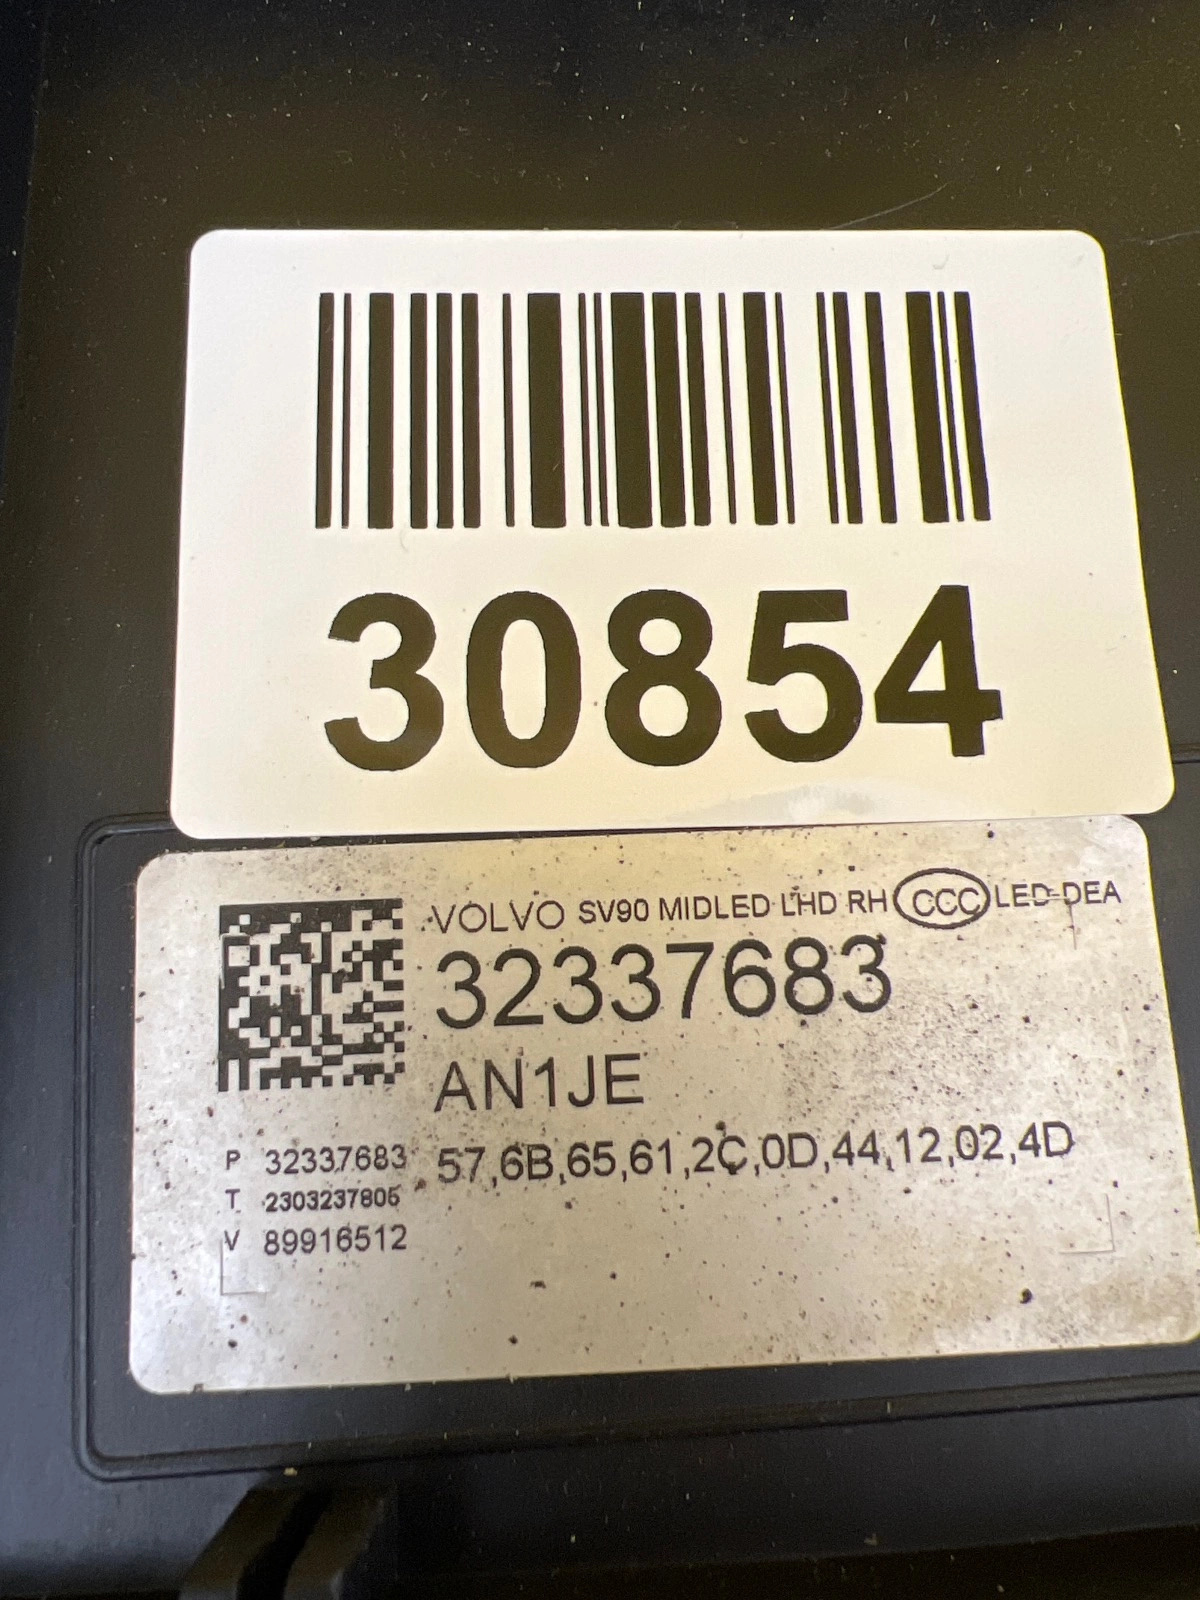 30854
VOLVO SV90 MIDLED LHD RH CCC LED-DEA
32337683
AN1JE
P 32337683
57,6B,65,61,2C,0D,44,12,02,4D
T 2303237805
V 89916512